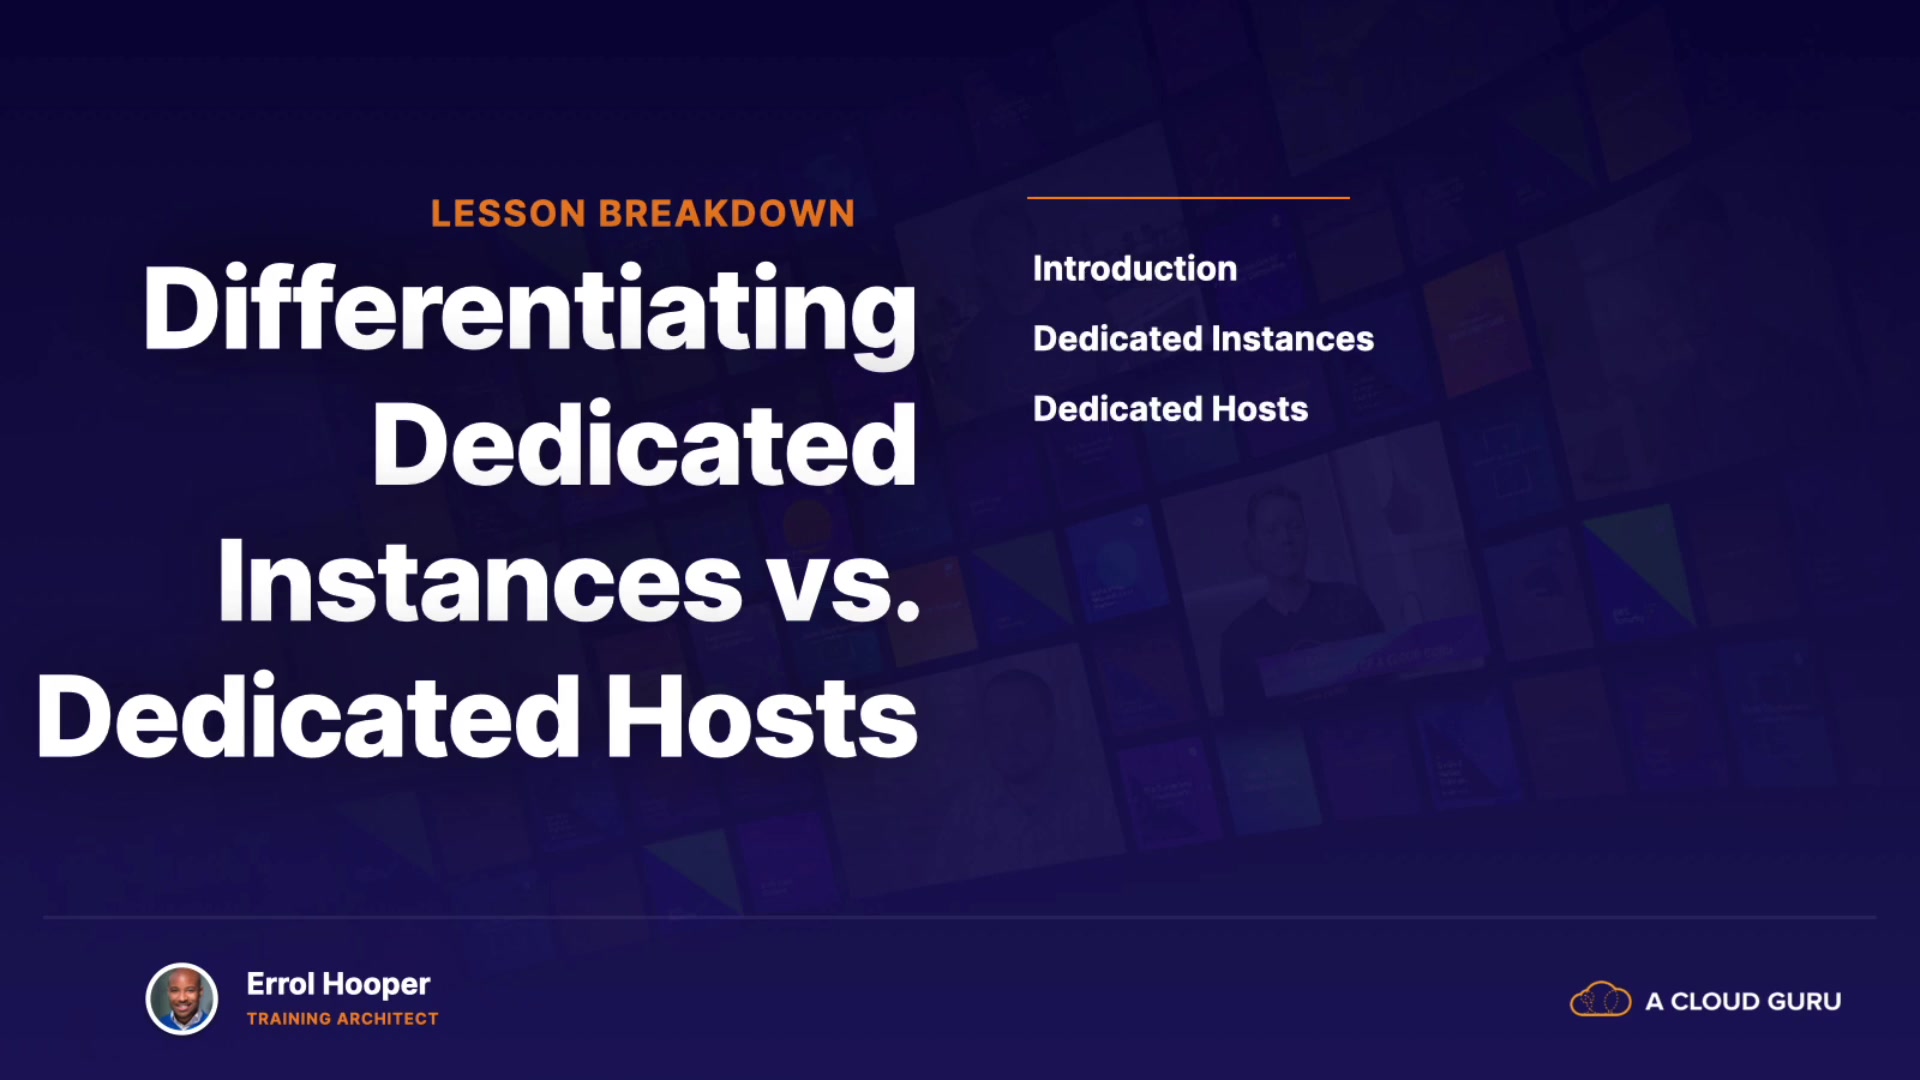 LESSON BREAKDOWN
Differentiating
Dedicated
Instances vs.
Dedicated Hosts
Introduction
Dedicated Instances
Dedicated Hosts
Errol Hooper
TRAINING ARCHITECT
A CLOUD GURU